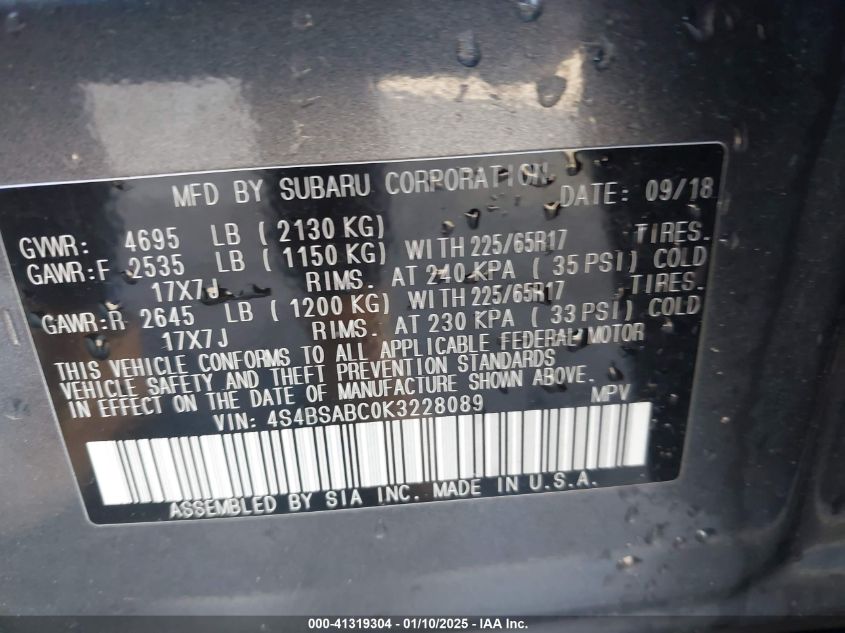 MFD BY SUBARU CORPORATION DATE: 09/18
GVWR: 4695 LB ( 2130 KG)
GAWR:F 2535 LB ( 1150 KG) WITH 225/65R17 TIRES.
17X7J RIMS. AT 240 KPA ( 35 PSI) COLD
GAWR:R 2645 LB ( 1200 KG) WITH 225/65R17 TIRES.
17X7J RIMS. AT 230 KPA ( 33 PSI) COLD
THIS VEHICLE CONFORMS TO ALL APPLICABLE FEDERAL MOTOR
VEHICLE SAFETY AND THEFT PREVENTION STANDARDS
IN EFFECT ON THE DATE OF MANUFACTURE SHOWN ABOVE.
VIN: 4S4BSABC0K3228089 MPV
ASSEMBLED BY SIA INC. MADE IN U.S.A.
000-41319304 - 01/10/2025 - IAA Inc.